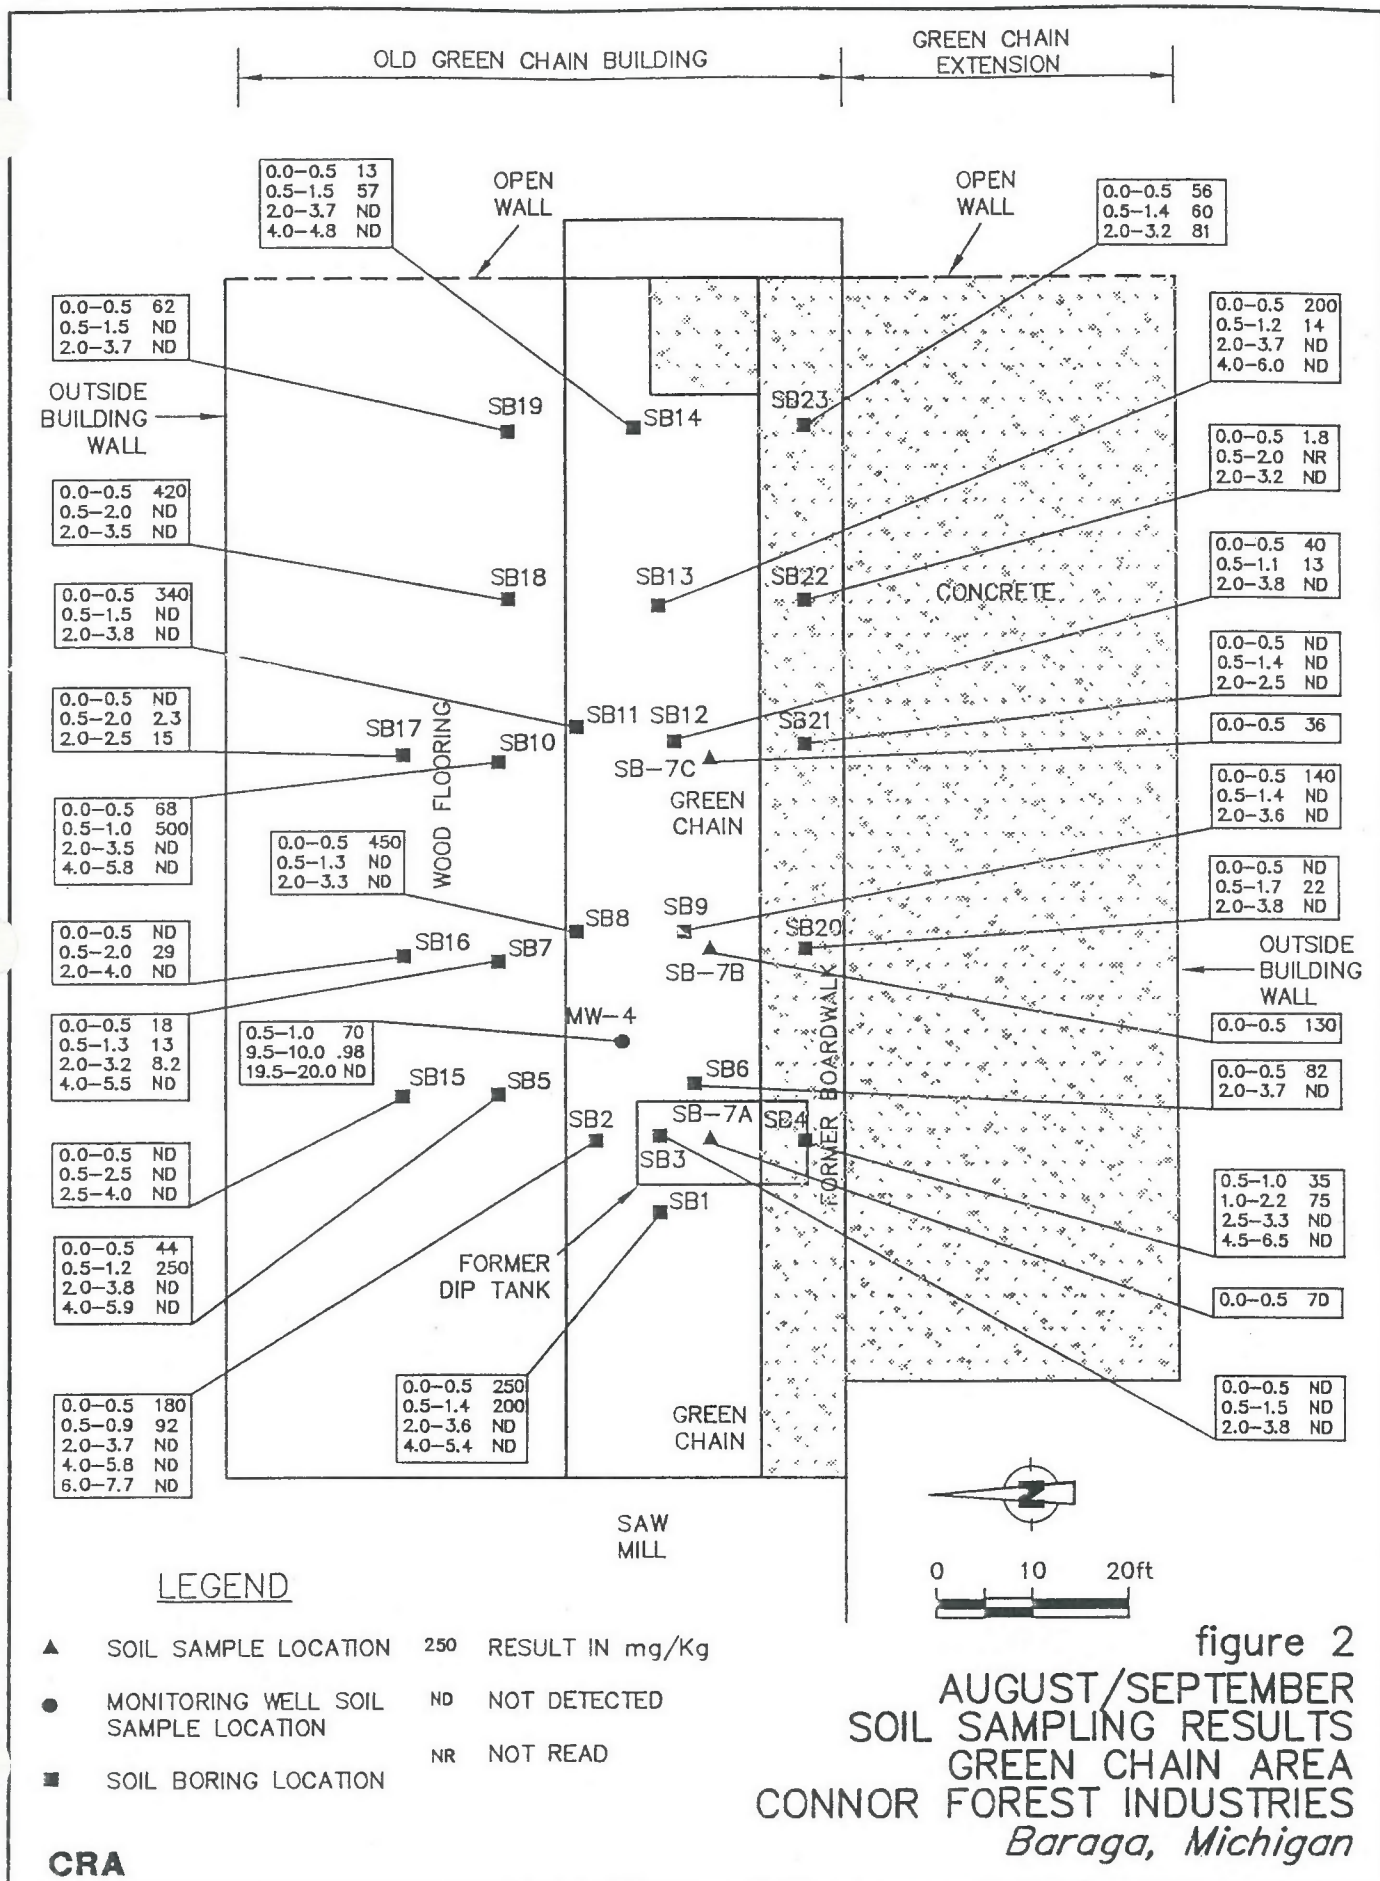 OLD GREEN CHAIN BUILDING
GREEN CHAIN
EXTENSION
0.0-0.5 13
0.5-1.5 57
2.0-3.7 ND
4.0-4.8 ND
OPEN
WALL
OPEN
WALL
0.0-0.5 56
0.5-1.4 60
2.0-3.2 81
0.0-0.5 62
0.5-1.5 ND
2.0-3.7 ND
0.0-0.5 200
0.5-1.2 14
2.0-3.7 ND
4.0-6.0 ND
OUTSIDE
BUILDING
WALL
SB19
SB14
SB23
0.0-0.5 1.8
0.5-2.0 NR
2.0-3.2 ND
0.0-0.5 420
0.5-2.0 ND
2.0-3.5 ND
0.0-0.5 40
0.5-1.1 13
2.0-3.8 ND
SB18
SB13
SB22
CONCRETE
0.0-0.5 340
0.5-1.5 ND
2.0-3.8 ND
0.0-0.5 ND
0.5-1.4 ND
2.0-2.5 ND
0.0-0.5 ND
0.5-2.0 2.3
2.0-2.5 15
SB17
WOOD FLOORING
SB10
SB11
SB12
SB21
0.0-0.5 36
SB-7C
GREEN
CHAIN
0.0-0.5 140
0.5-1.4 ND
2.0-3.6 ND
0.0-0.5 68
0.5-1.0 500
2.0-3.5 ND
4.0-5.8 ND
0.0-0.5 450
0.5-1.3 ND
2.0-3.3 ND
0.0-0.5 ND
0.5-1.7 22
2.0-3.8 ND
0.0-0.5 ND
0.5-2.0 29
2.0-4.0 ND
SB16
SB7
SB8
SB9
SB20
SB-7B
OUTSIDE
BUILDING
WALL
FORMER BOARDWALK
0.0-0.5 18
0.5-1.3 13
2.0-3.2 8.2
4.0-5.5 ND
0.5-1.0 70
9.5-10.0 .98
19.5-20.0 ND
MW-4
0.0-0.5 130
SB15
SB5
SB6
0.0-0.5 82
2.0-3.7 ND
SB2
SB-7A
SB4
SB3
0.0-0.5 ND
0.5-2.5 ND
2.5-4.0 ND
0.5-1.0 35
1.0-2.2 75
2.5-3.3 ND
4.5-6.5 ND
SB1
0.0-0.5 44
0.5-1.2 250
2.0-3.8 ND
4.0-5.9 ND
FORMER
DIP TANK
0.0-0.5 70
0.0-0.5 180
0.5-0.9 92
2.0-3.7 ND
4.0-5.8 ND
6.0-7.7 ND
0.0-0.5 250
0.5-1.4 200
2.0-3.6 ND
4.0-5.4 ND
GREEN
CHAIN
0.0-0.5 ND
0.5-1.5 ND
2.0-3.8 ND
N
SAW
MILL
0 10 20ft
LEGEND
SOIL SAMPLE LOCATION
MONITORING WELL SOIL
SAMPLE LOCATION
SOIL BORING LOCATION
250 RESULT IN mg/Kg
ND NOT DETECTED
NR NOT READ
figure 2
AUGUST/SEPTEMBER
SOIL SAMPLING RESULTS
GREEN CHAIN AREA
CONNOR FOREST INDUSTRIES
Baraga, Michigan
CRA